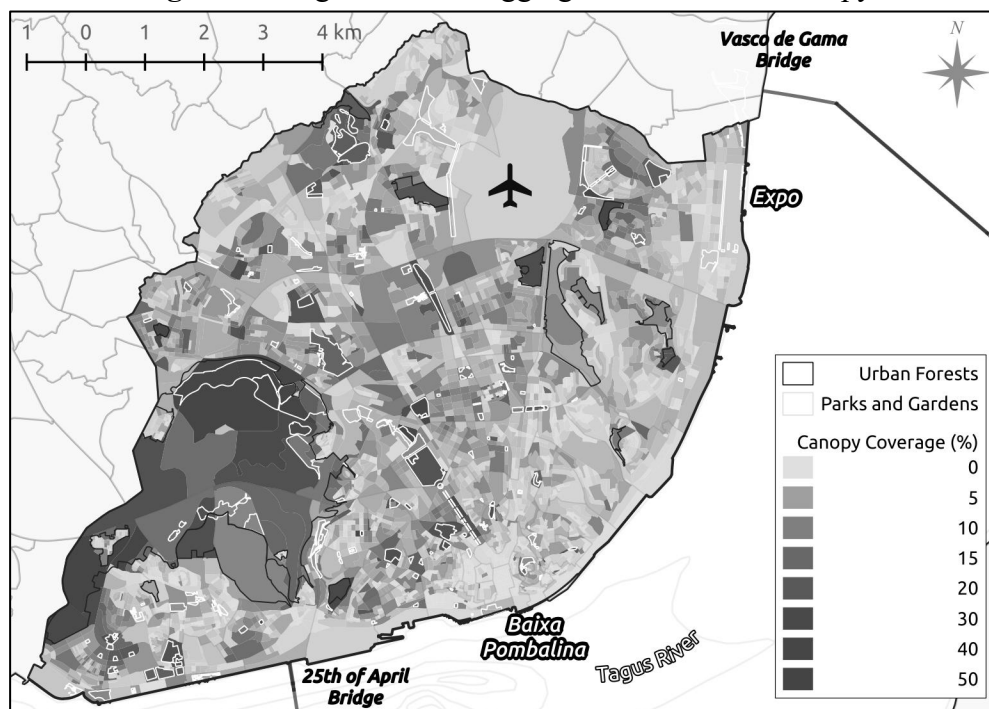 1 0 1 2 3 4 km
Vasco de Gama
Bridge
N
Expo
Urban Forests
Parks and Gardens
Canopy Coverage (%)
0
5
10
15
20
30
40
50
Baixa
Pombalina
Tagus River
25th of April
Bridge